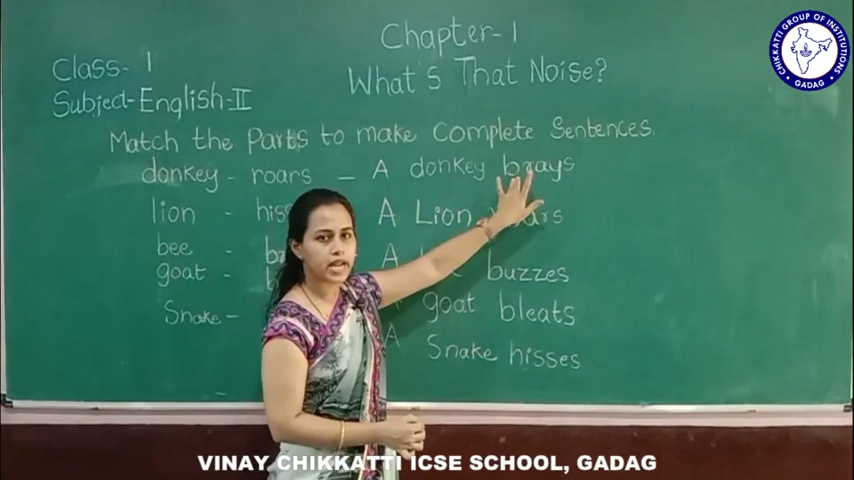 Chapter-1
CHIKKATTI GROUP OF INSTITUTIONS
GADAG
Class- 1
What's That Noise?
Subject-English-II
Match the Parts to make Complete Sentences.
donkey - roars - A donkey brays
lion - A Lion
bee - A buzzes
goat - goat bleats
Snake - A Snake hisses
VINAY CHIKKATTI ICSE SCHOOL, GADAG